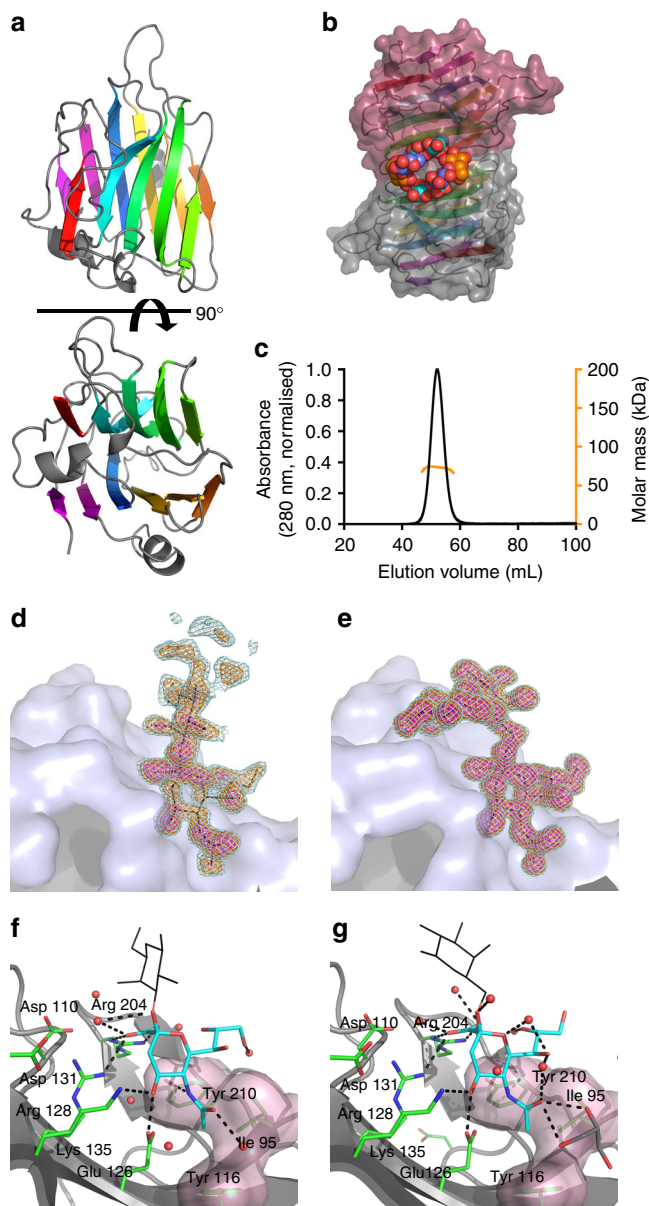 a
b
90°
c
Absorbance
(280 nm, normalised)
1.0
0.8
0.6
0.4
0.2
0.0
200
150
100
50
0
Molar mass (kDa)
20
40
60
80
100
Elution volume (mL)
d
e
f
g
Asp 110
Arg 204
Asp 131
Arg 128
Lys 135
Glu 126
Tyr 210
Ile 95
Tyr 116
Asp 110
Arg 204
Asp 131
Arg 128
Lys 135
Glu126
Tyr 210
Ile 95
Tyr 116